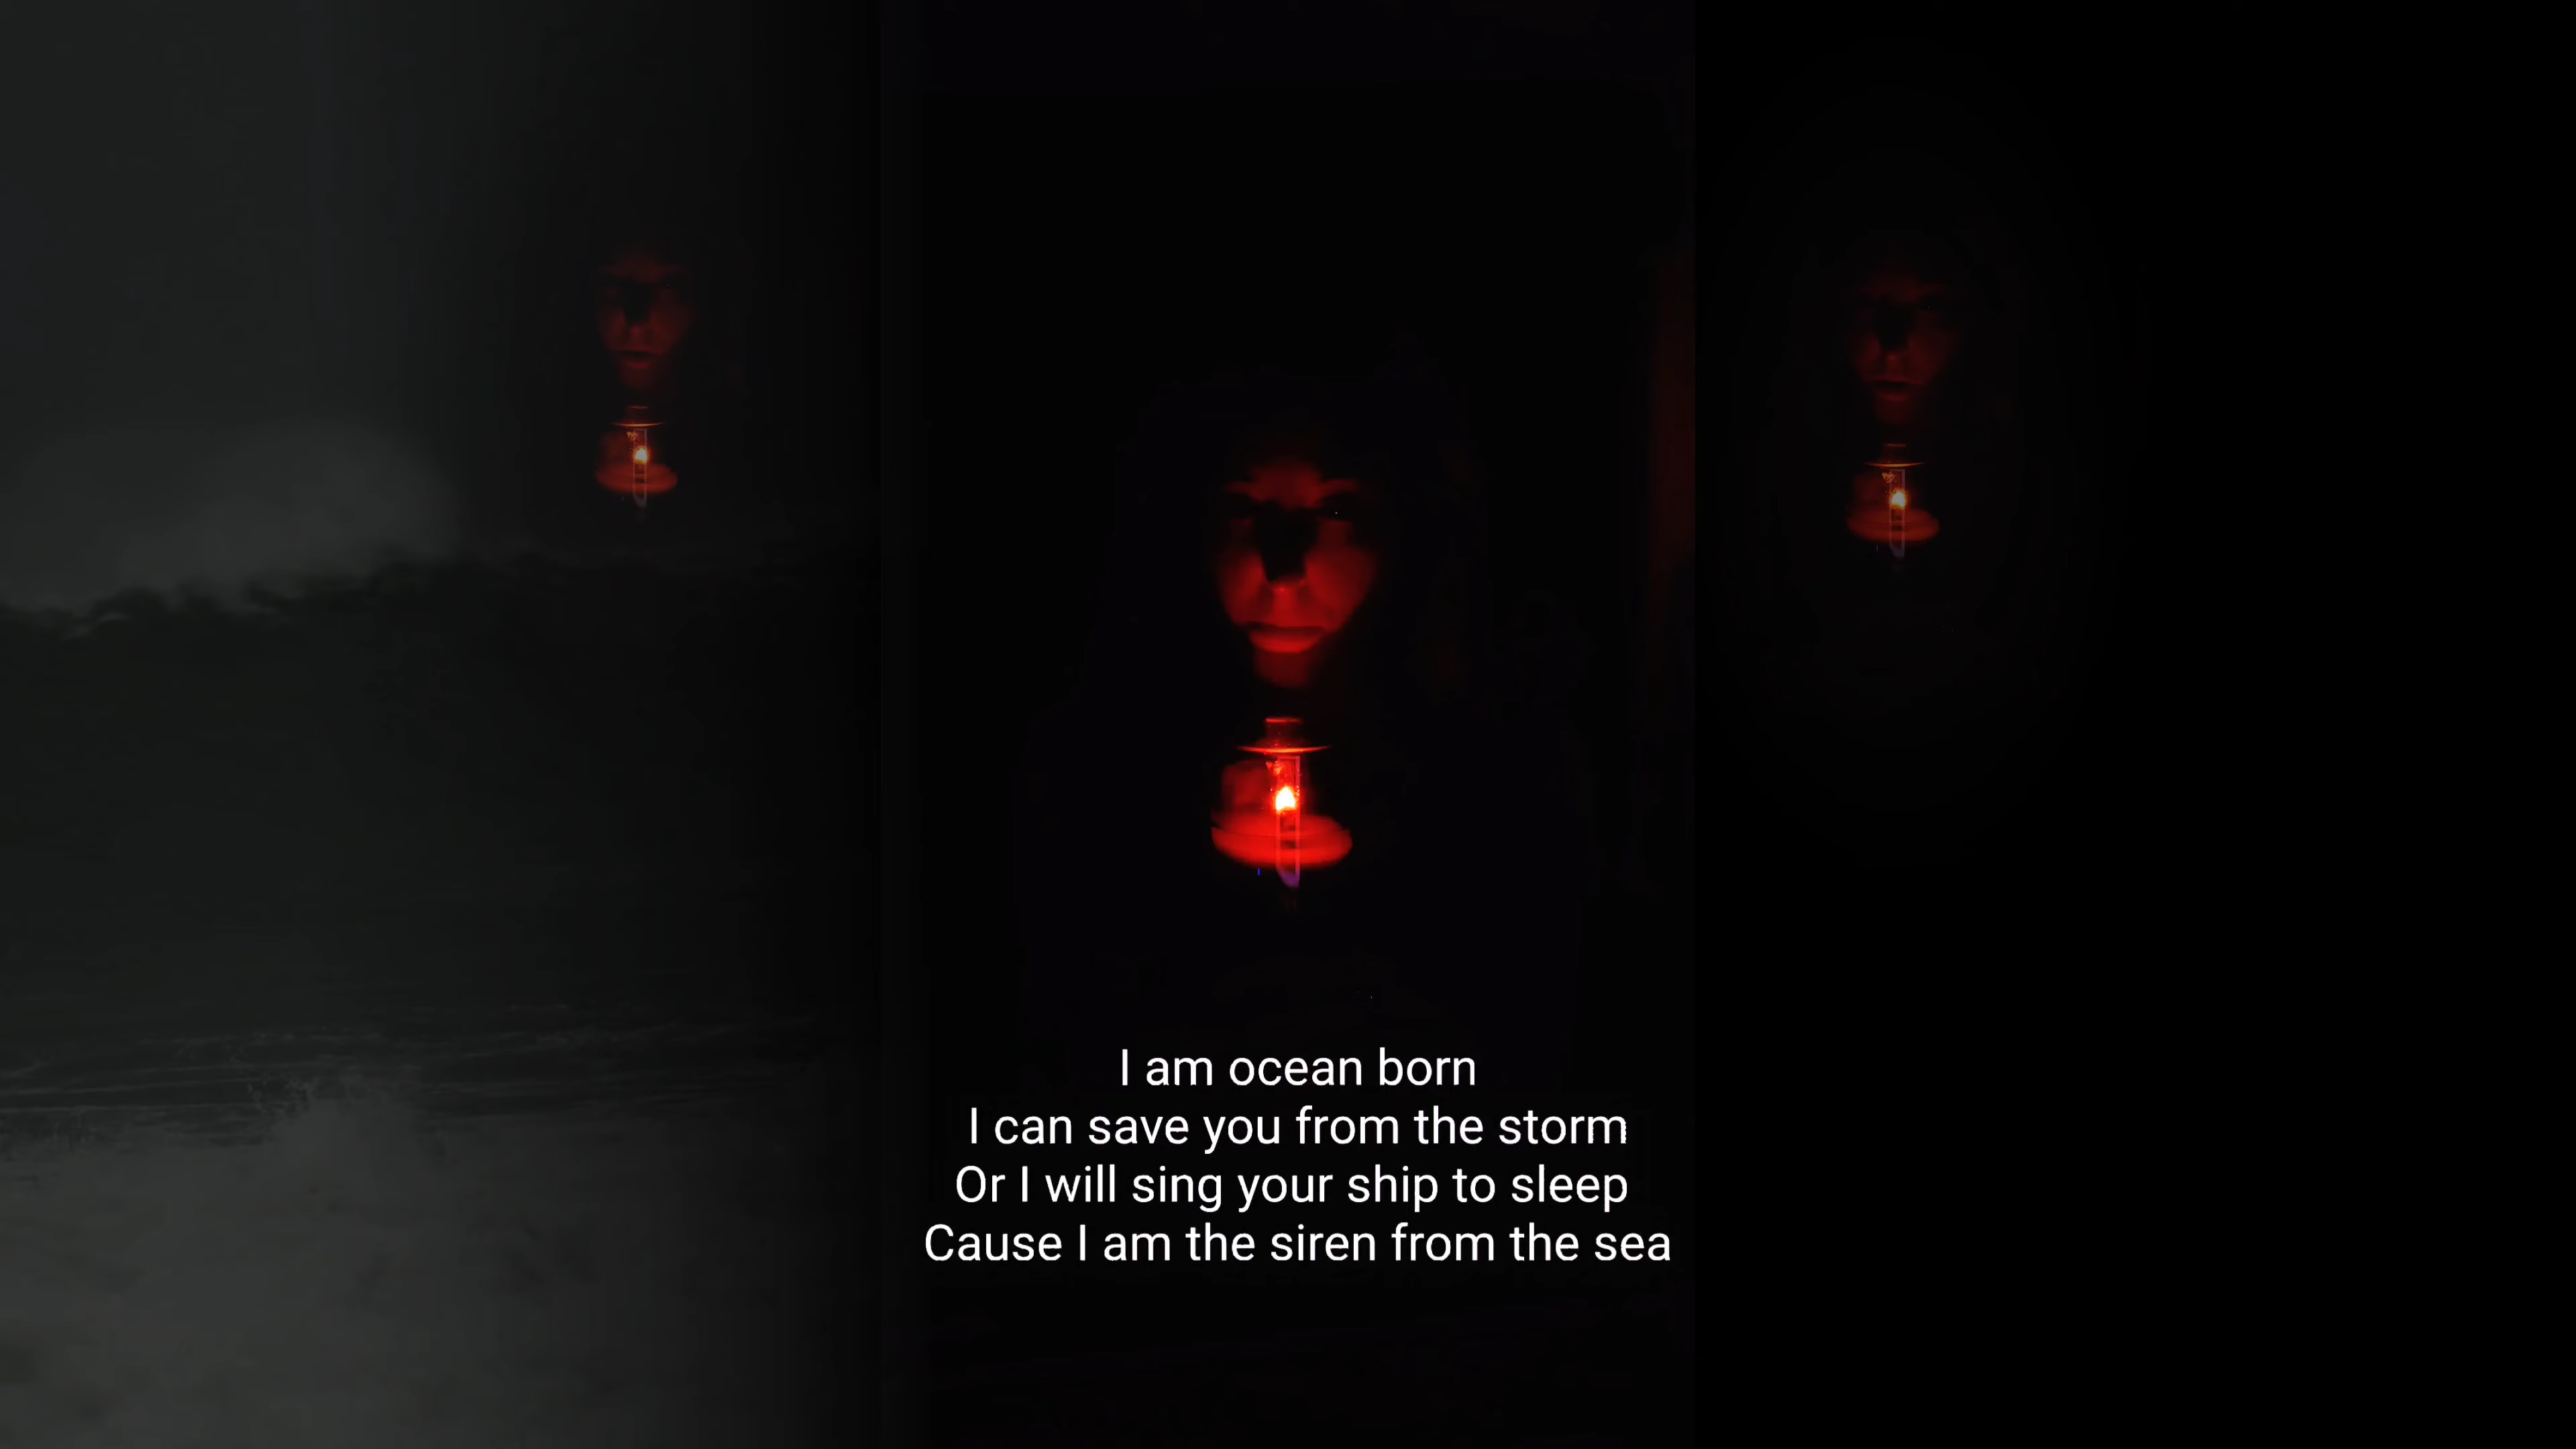 I am ocean born
I can save you from the storm
Or I will sing your ship to sleep
Cause I am the siren from the sea